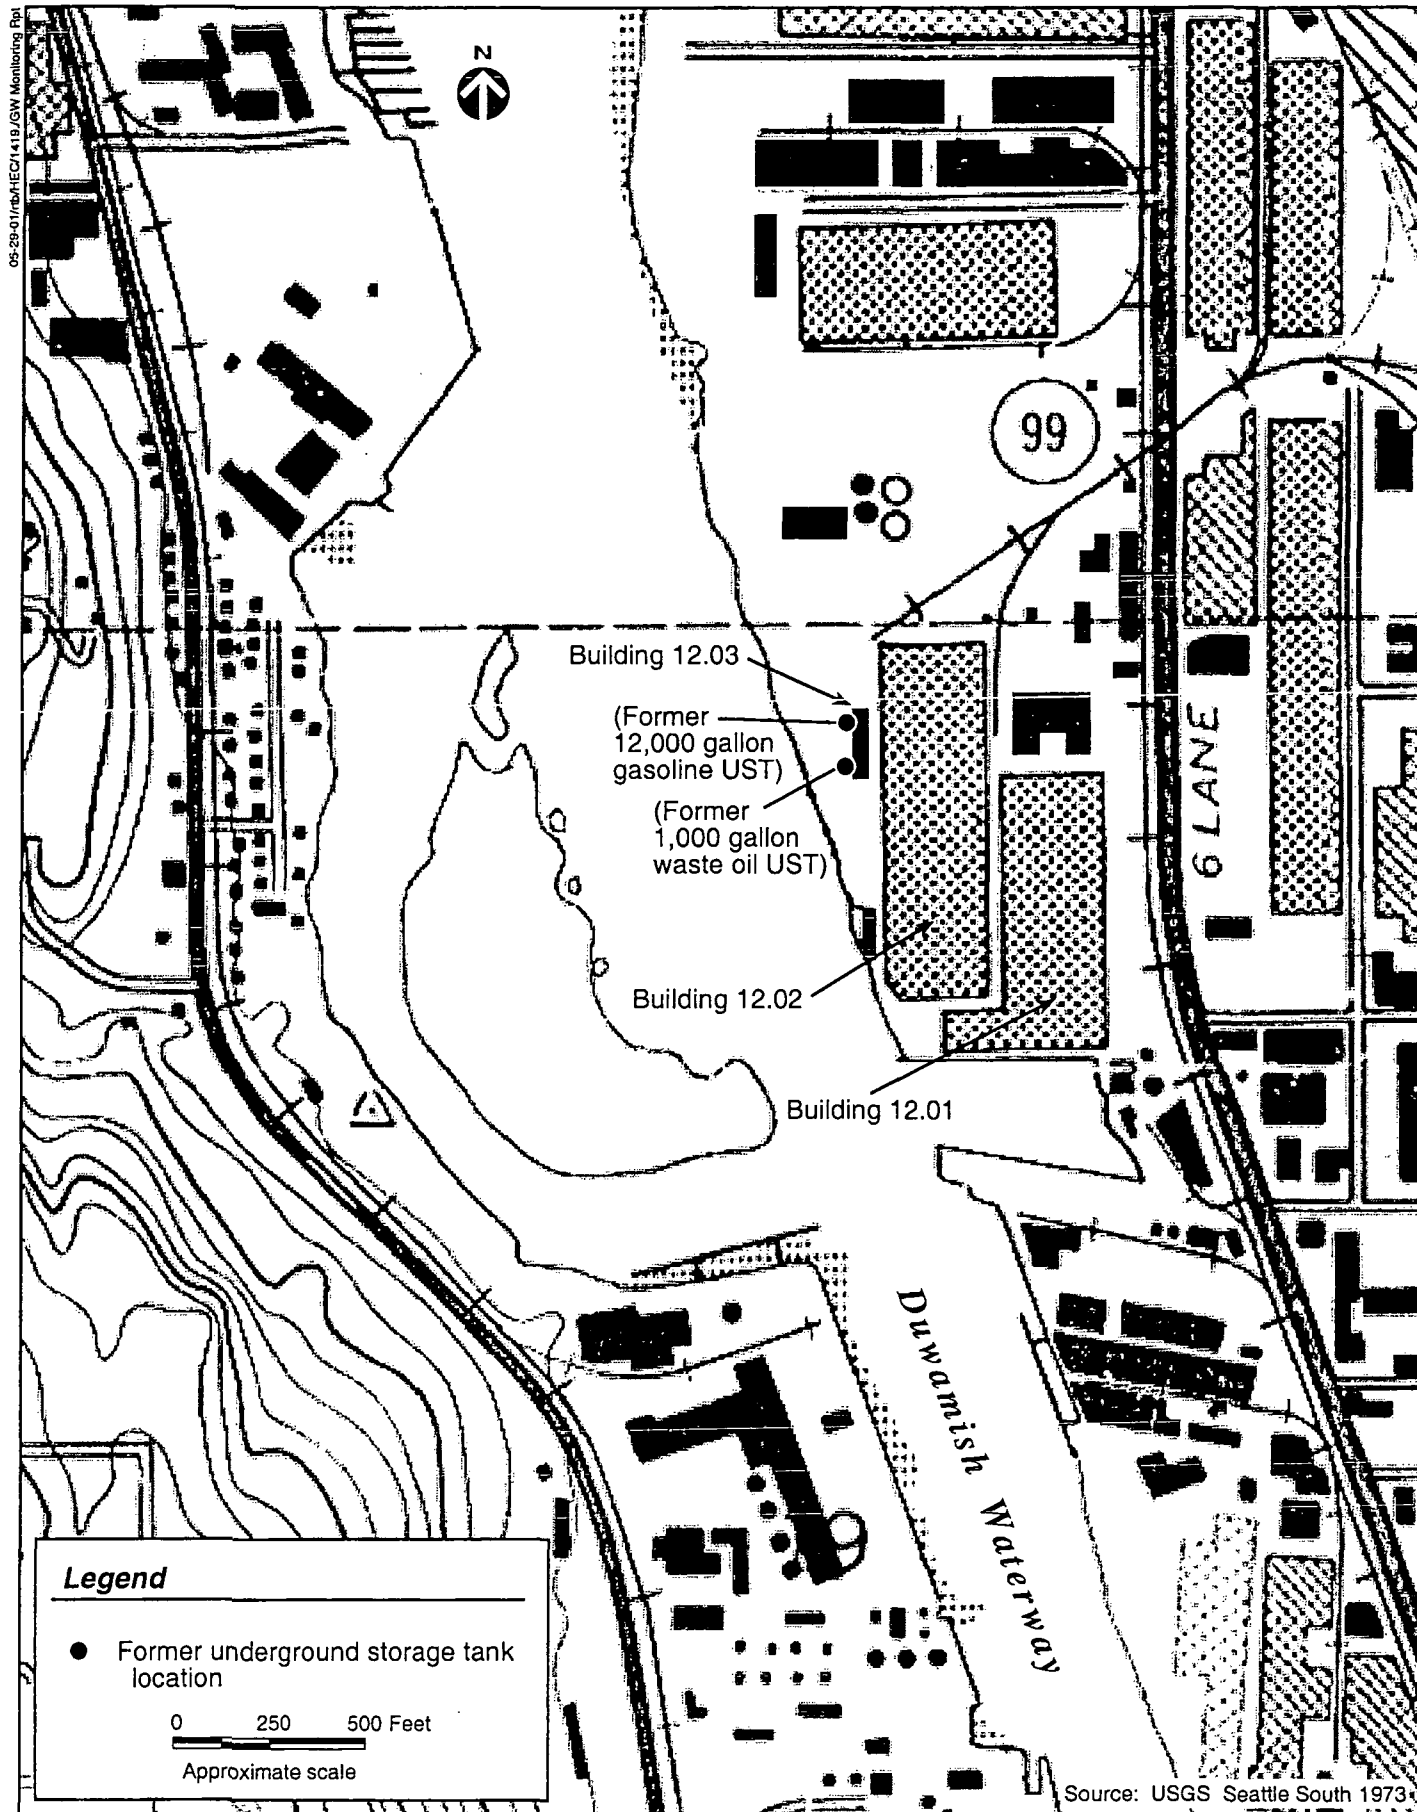 05-29-01/mb/HEC/14119./GW Monitoring Rpt
N
99
Building 12.03
(Former
12,000 gallon
gasoline UST)
(Former
1,000 gallon
waste oil UST)
6 LANE
Building 12.02
Building 12.01
Duwamish Waterway
Legend
Former underground storage tank
location
0 250 500 Feet
Approximate scale
Source: USGS Seattle South 1973